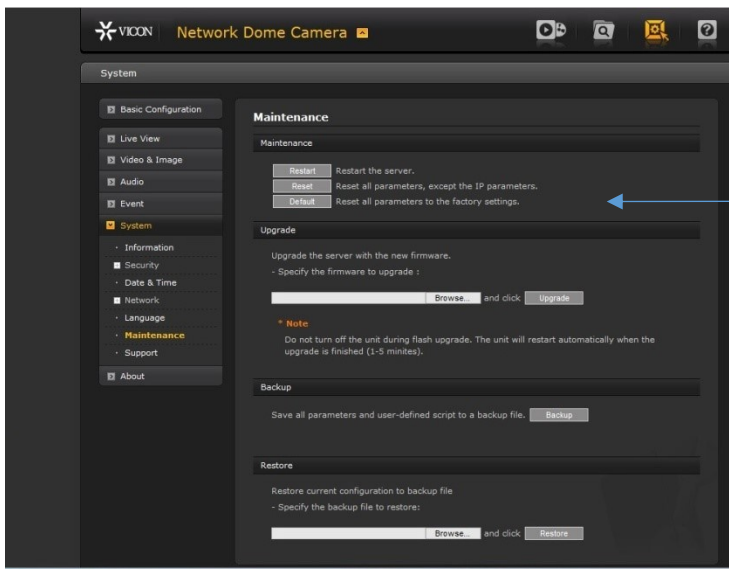 VICON Network Dome Camera
System
Basic Configuration
Live View
Video & Image
Audio
Event
System
· Information
Security
· Date & Time
Network
· Language
· Maintenance
· Support
About
Maintenance
Maintenance
Restart Restart the server.
Reset Reset all parameters, except the IP parameters.
Default Reset all parameters to the factory settings.
Upgrade
Upgrade the server with the new firmware.
- Specify the firmware to upgrade :
Browse... and click Upgrade
* Note
Do not turn off the unit during flash upgrade. The unit will restart automatically when the
upgrade is finished (1-5 minites).
Backup
Save all parameters and user-defined script to a backup file. Backup
Restore
Restore current configuration to backup file
- Specify the backup file to restore:
Browse... and click Restore